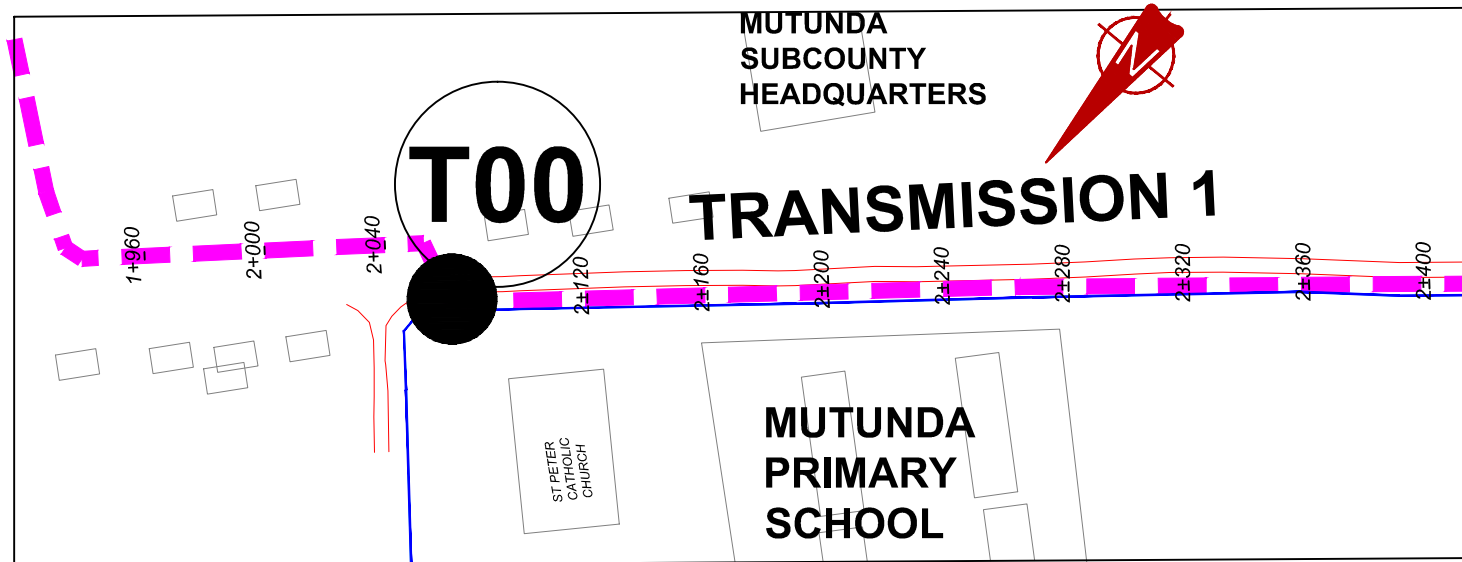 MUTUNDA
SUBCOUNTY
HEADQUARTERS
N
T00
TRANSMISSION 1
1+960
2+000
2+040
2+120
2+160
2+200
2+240
2+280
2+320
2+360
2+400
ST PETER
CATHOLIC
CHURCH
MUTUNDA
PRIMARY
SCHOOL